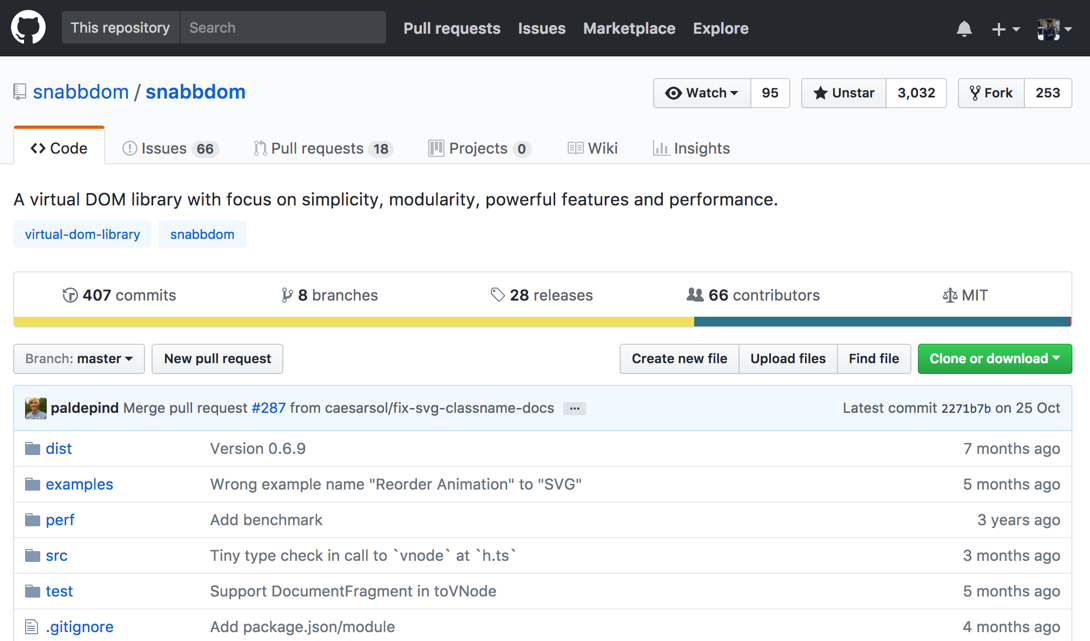 This repository Search Pull requests Issues Marketplace Explore
snabbdom / snabbdom Watch 95 Unstar 3,032 Fork 253
Code Issues 66 Pull requests 18 Projects 0 Wiki Insights
A virtual DOM library with focus on simplicity, modularity, powerful features and performance.
virtual-dom-library snabbdom
407 commits 8 branches 28 releases 66 contributors MIT
Branch: master New pull request Create new file Upload files Find file Clone or download
paldepind Merge pull request #287 from caesarsol/fix-svg-classname-docs ... Latest commit 2271b7b on 25 Oct
dist Version 0.6.9 7 months ago
examples Wrong example name "Reorder Animation" to "SVG" 5 months ago
perf Add benchmark 3 years ago
src Tiny type check in call to `vnode` at `h.ts` 3 months ago
test Support DocumentFragment in toVNode 5 months ago
.gitignore Add package.json/module 4 months ago